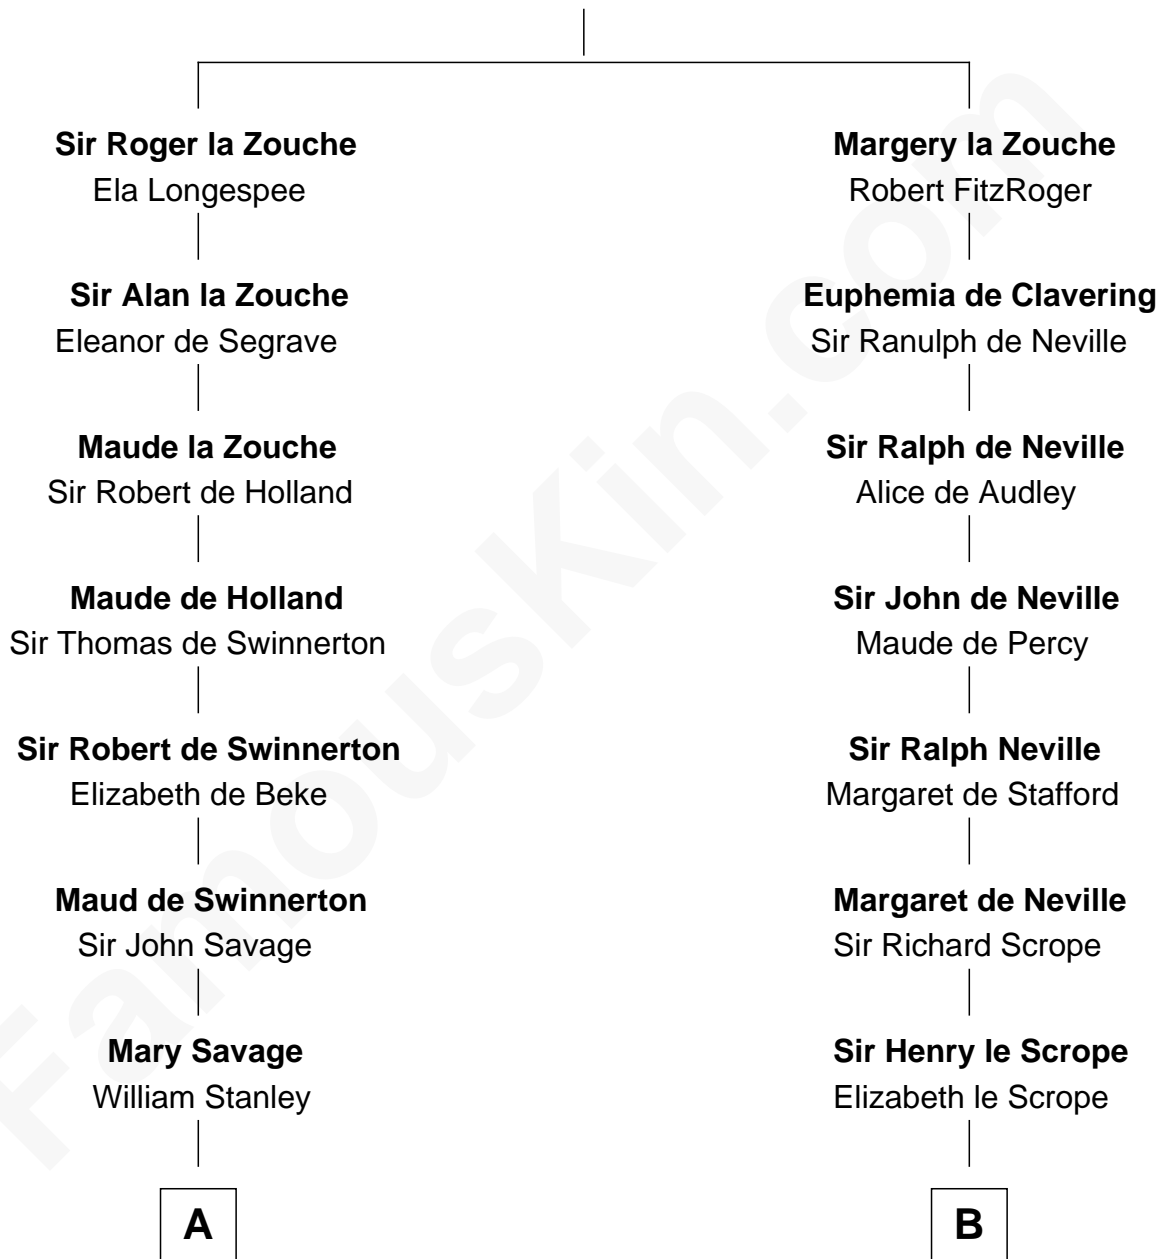 Sir Roger la Zouche
Ela Longespee
Sir Alan la Zouche
Eleanor de Segrave
Maude la Zouche
Sir Robert de Holland
Maude de Holland
Sir Thomas de Swinnerton
Sir Robert de Swinnerton
Elizabeth de Beke
Maud de Swinnerton
Sir John Savage
Mary Savage
William Stanley
A
Margery la Zouche
Robert FitzRoger
Euphemia de Clavering
Sir Ranulph de Neville
Sir Ralph de Neville
Alice de Audley
Sir John de Neville
Maude de Percy
Sir Ralph Neville
Margaret de Stafford
Margaret de Neville
Sir Richard Scrope
Sir Henry le Scrope
Elizabeth le Scrope
B
FamousKin.com